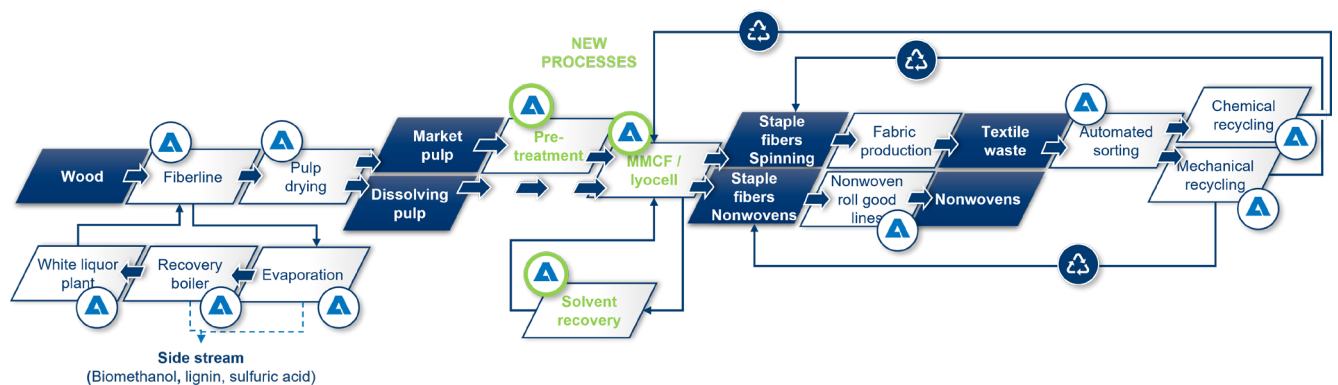 NEW
PROCESSES
Wood
Fiberline
Pulp
drying
Market
pulp
Dissolving
pulp
Pre-
treatment
MMCF /
lyocell
Staple
fibers
Spinning
Staple
fibers
Nonwovens
Fabric
production
Nonwoven
roll good
lines
Textile
waste
Nonwovens
Automated
sorting
Chemical
recycling
Mechanical
recycling
White liquor
plant
Recovery
boiler
Evaporation
Solvent
recovery
Side stream
(Biomethanol, lignin, sulfuric acid)